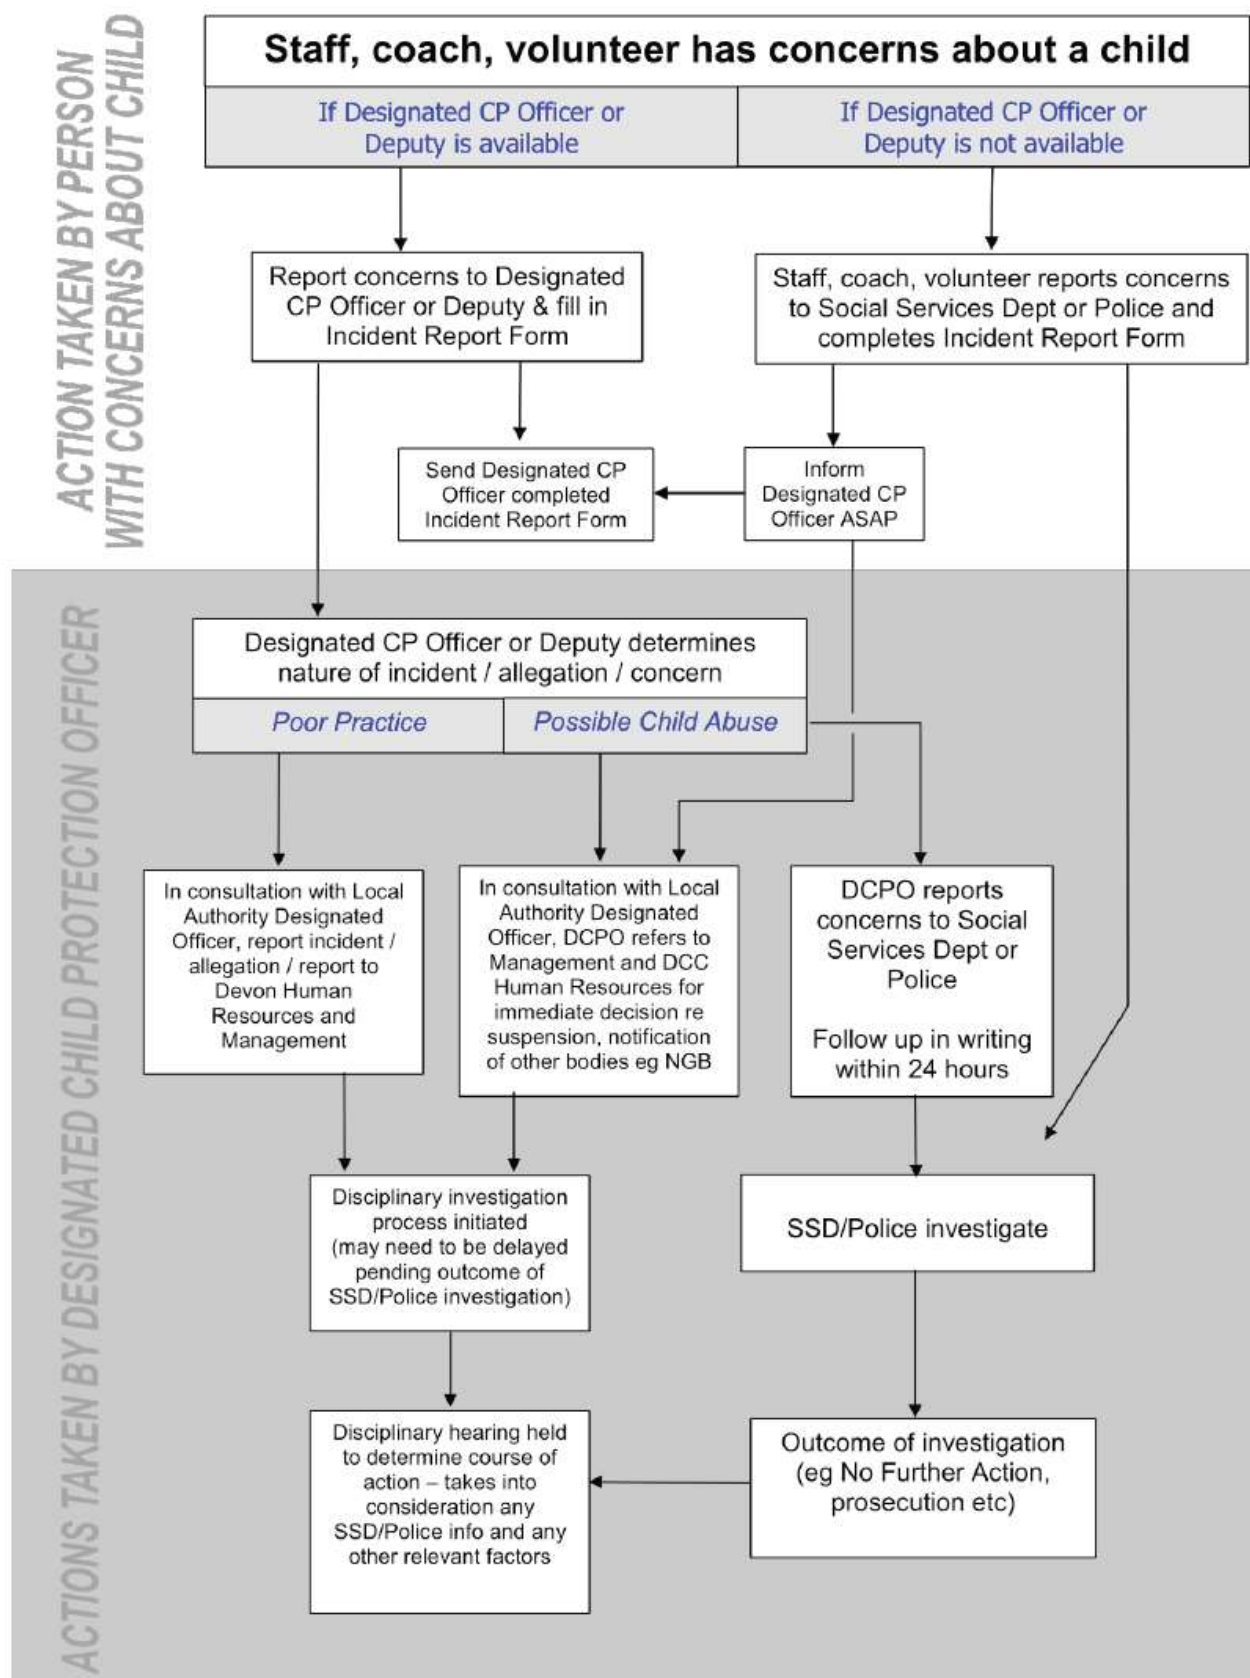 ACTION TAKEN BY PERSON
WITH CONCERNS ABOUT CHILD
Staff, coach, volunteer has concerns about a child
If Designated CP Officer or
Deputy is available
If Designated CP Officer or
Deputy is not available
Report concerns to Designated
CP Officer or Deputy & fill in
Incident Report Form
Staff, coach, volunteer reports concerns
to Social Services Dept or Police and
completes Incident Report Form
Send Designated CP
Officer completed
Incident Report Form
Inform
Designated CP
Officer ASAP
ACTIONS TAKEN BY DESIGNATED CHILD PROTECTION OFFICER
Designated CP Officer or Deputy determines
nature of incident / allegation / concern
Poor Practice
Possible Child Abuse
In consultation with Local
Authority Designated
Officer, report incident /
allegation / report to
Devon Human
Resources and
Management
In consultation with Local
Authority Designated
Officer, DCPO refers to
Management and DCC
Human Resources for
immediate decision re
suspension, notification
of other bodies eg NGB
DCPO reports
concerns to Social
Services Dept or
Police
Follow up in writing
within 24 hours
Disciplinary investigation
process initiated
(may need to be delayed
pending outcome of
SSD/Police investigation)
SSD/Police investigate
Disciplinary hearing held
to determine course of
action – takes into
consideration any
SSD/Police info and any
other relevant factors
Outcome of investigation
(eg No Further Action,
prosecution etc)